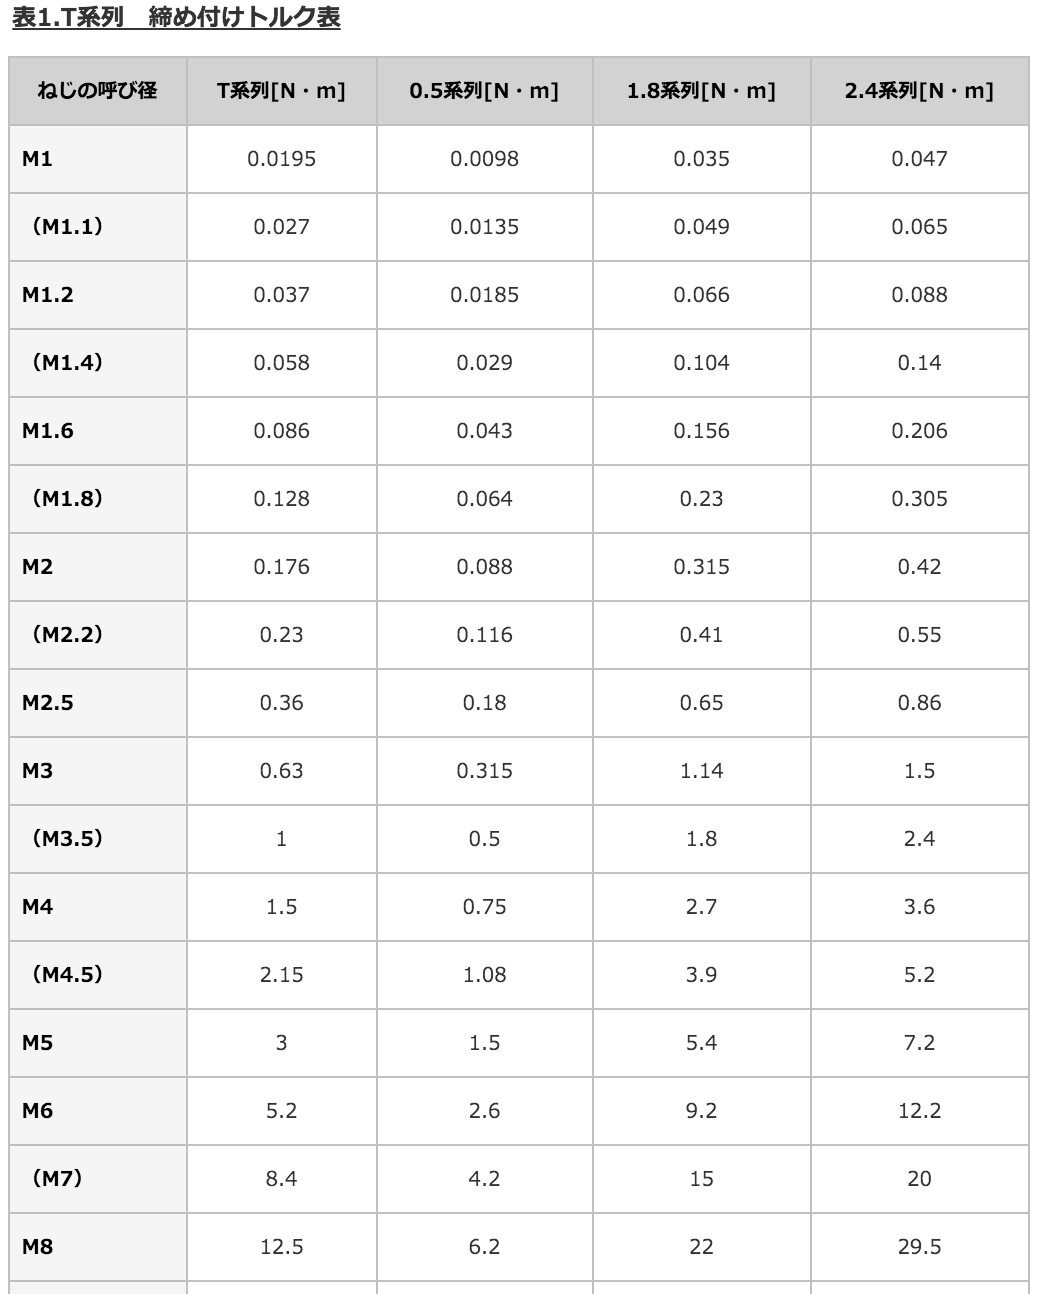 表1.T系列　締め付けトルク表
ねじの呼び径 T系列[N・m] 0.5系列[N・m] 1.8系列[N・m] 2.4系列[N・m]
M1 0.0195 0.0098 0.035 0.047
（M1.1） 0.027 0.0135 0.049 0.065
M1.2 0.037 0.0185 0.066 0.088
（M1.4） 0.058 0.029 0.104 0.14
M1.6 0.086 0.043 0.156 0.206
（M1.8） 0.128 0.064 0.23 0.305
M2 0.176 0.088 0.315 0.42
（M2.2） 0.23 0.116 0.41 0.55
M2.5 0.36 0.18 0.65 0.86
M3 0.63 0.315 1.14 1.5
（M3.5） 1 0.5 1.8 2.4
M4 1.5 0.75 2.7 3.6
（M4.5） 2.15 1.08 3.9 5.2
M5 3 1.5 5.4 7.2
M6 5.2 2.6 9.2 12.2
（M7） 8.4 4.2 15 20
M8 12.5 6.2 22 29.5